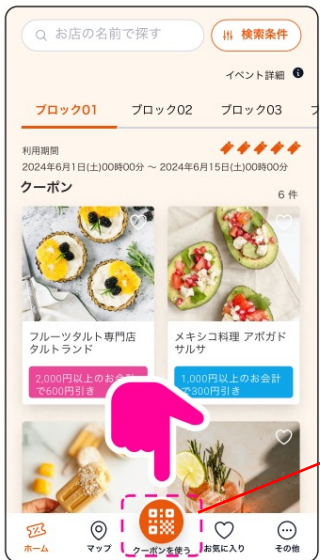 お店の名前で探す
検索条件
イベント詳細
ブロック01 ブロック02 ブロック03
利用期間
2024年6月1日(土)00時00分 ~ 2024年6月15日(土)00時00分
クーポン
6 件
フルーツタルト専門店
タルトランド
2,000円以上のお会計
で600円引き
メキシコ料理 アボガド
サルサ
1,000円以上のお会計
で300円引き
ホーム マップ クーポンを使う お気に入り その他